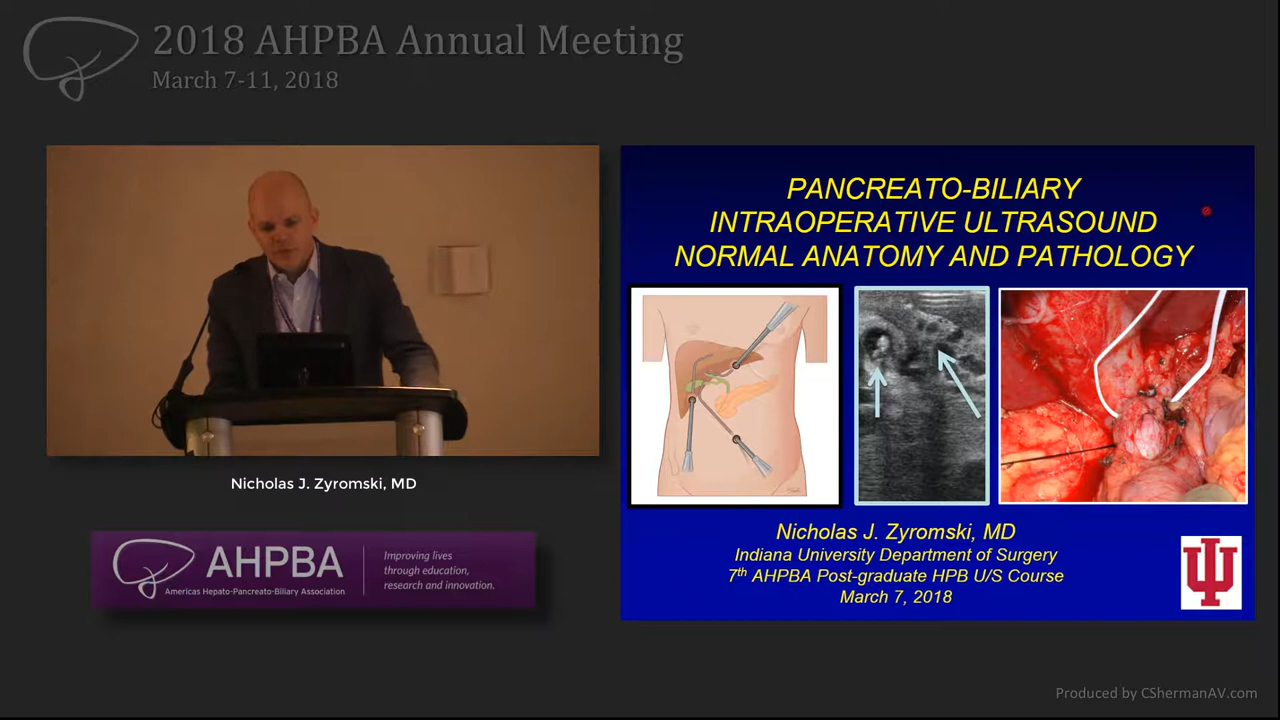 2018 AHPBA Annual Meeting
March 7-11, 2018
PANCREATO-BILIARY
INTRAOPERATIVE ULTRASOUND
NORMAL ANATOMY AND PATHOLOGY
Nicholas J. Zyromski, MD
Indiana University Department of Surgery
7th AHPBA Post-graduate HPB U/S Course
March 7, 2018
Nicholas J. Zyromski, MD
AHPBA
Americas Hepato-Pancreato-Biliary Association
Improving lives
through education,
research and innovation.
Produced by CShermanAV.com